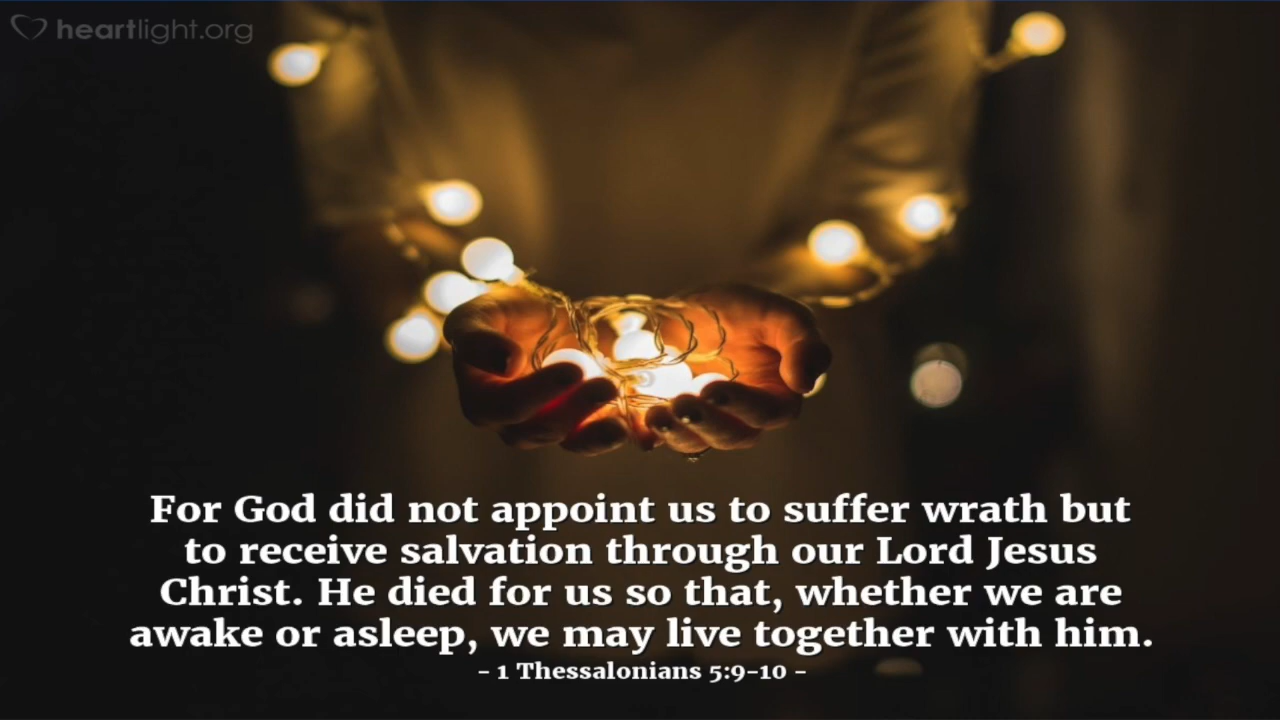 heartlight.org
For God did not appoint us to suffer wrath but
to receive salvation through our Lord Jesus
Christ. He died for us so that, whether we are
awake or asleep, we may live together with him.
- 1 Thessalonians 5:9-10 -